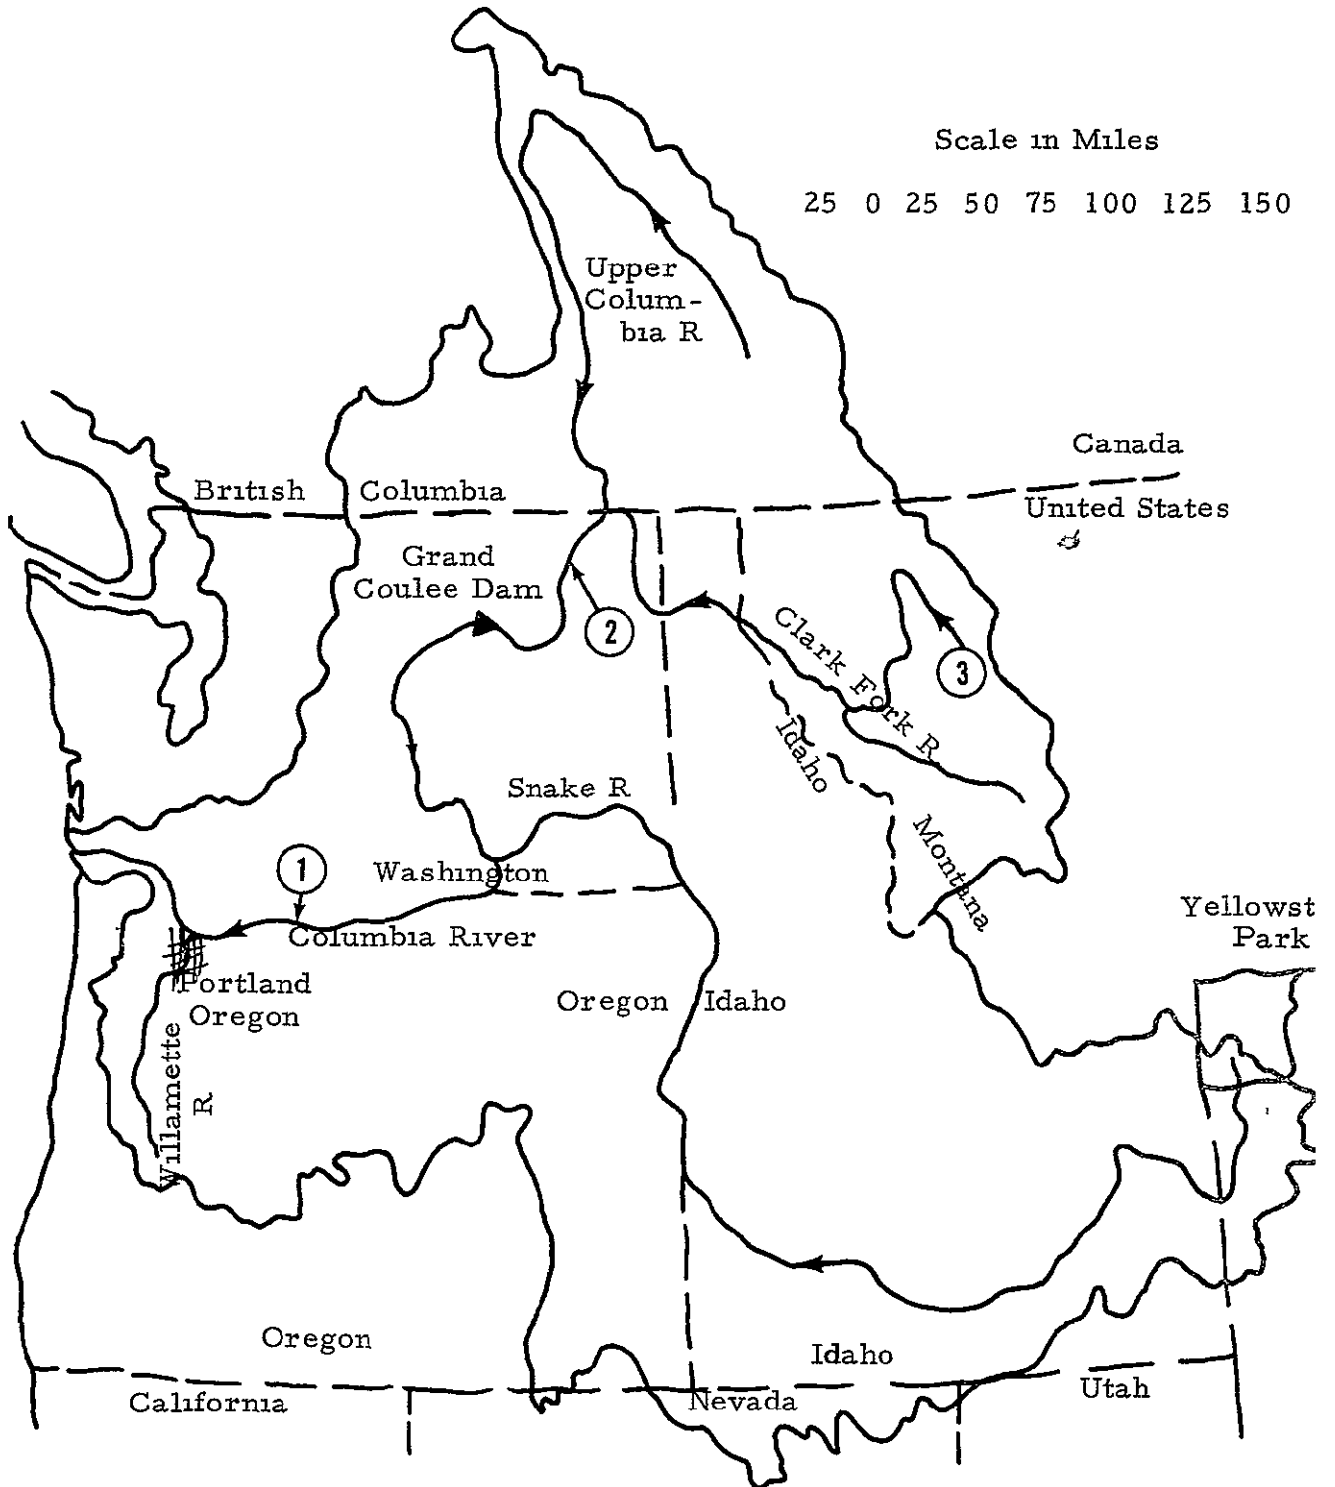 Scale in Miles
25 0 25 50 75 100 125 150
Upper
Colum-
bia R
Canada
British Columbia
United States
Grand
Coulee Dam
2
3
Clark Fork R
Idaho
Snake R
Montana
1
Washington
Yellowst
Park
Columbia River
Portland
Oregon
Oregon Idaho
Willamette
R
Oregon
Idaho
California
Nevada
Utah